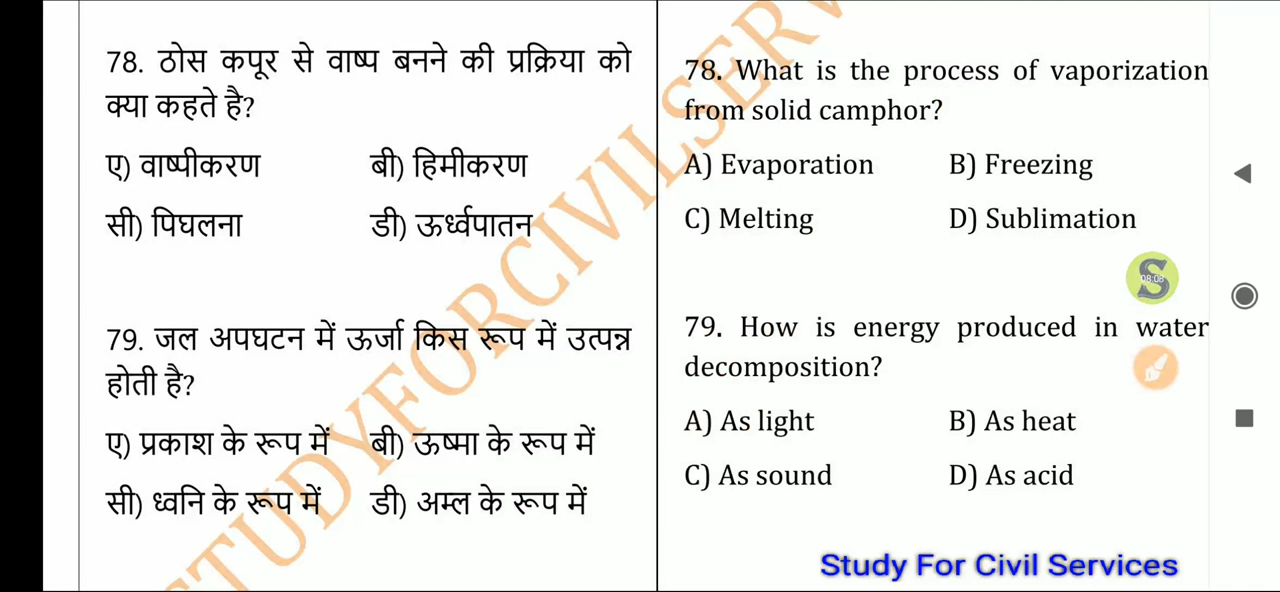 78. ठोस कपूर से वाष्प बनने की प्रक्रिया को
क्या कहते है?
ए) वाष्पीकरण बी) हिमीकरण
सी) पिघलना डी) ऊर्ध्वपातन
79. जल अपघटन में ऊर्जा किस रूप में उत्पन्न
होती है?
ए) प्रकाश के रूप में बी) ऊष्मा के रूप में
सी) ध्वनि के रूप में डी) अम्ल के रूप में
78. What is the process of vaporization
from solid camphor?
A) Evaporation B) Freezing
C) Melting D) Sublimation
79. How is energy produced in water
decomposition?
A) As light B) As heat
C) As sound D) As acid
Study For Civil Services
STUDYFORCIVILSERV
S